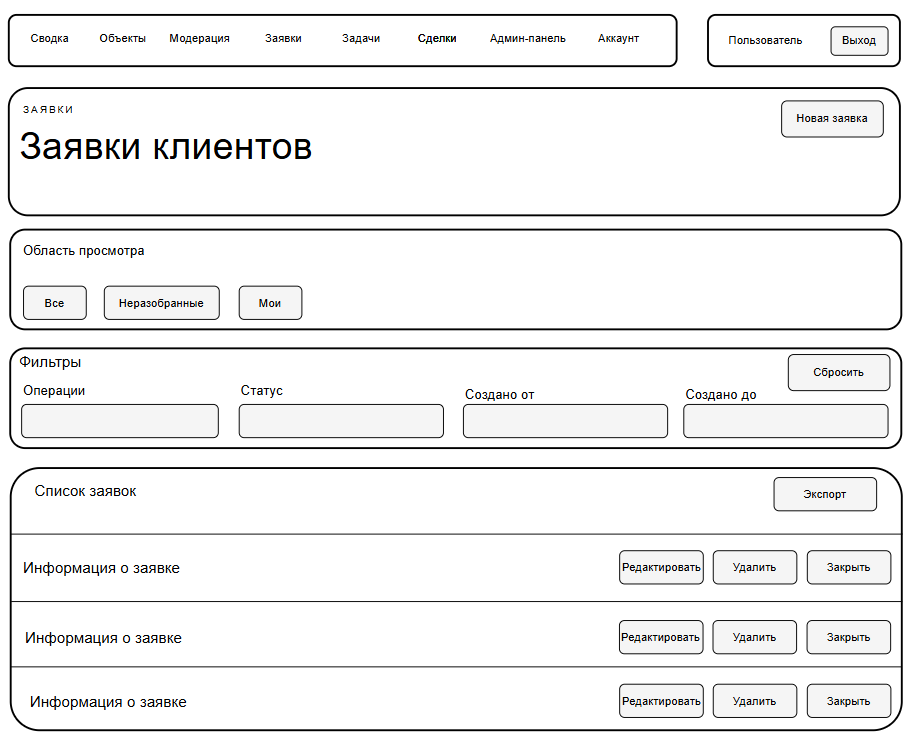 Сводка Объекты Модерация Заявки Задачи Сделки Админ-панель Аккаунт Пользователь Выход
ЗАЯВКИ
Заявки клиентов
Новая заявка
Область просмотра
Все Неразобранные Мои
Фильтры
Сбросить
Операции Статус Создано от Создано до
Список заявок Экспорт
Информация о заявке Редактировать Удалить Закрыть
Информация о заявке Редактировать Удалить Закрыть
Информация о заявке Редактировать Удалить Закрыть